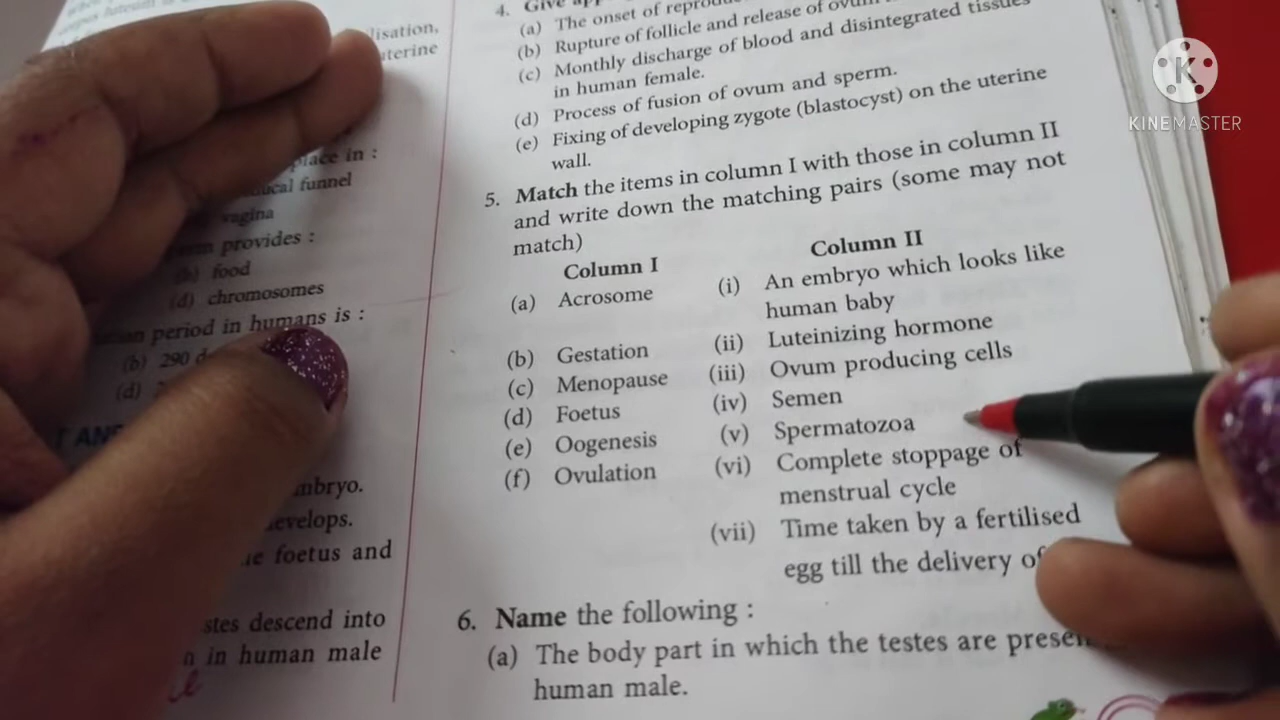 lisation,
uterine
place in :
funnel
vagina
provides :
(b) food
(d) chromosomes
period in humans is :
(b) 290
(d)
embryo.
develops.
foetus and
descend into
in human male
4. Give
(a) The onset of
(b) Rupture of follicle and release of ovum
(c) Monthly discharge of blood and disintegrated tissues
in human female.
(d) Process of fusion of ovum and sperm.
(e) Fixing of developing zygote (blastocyst) on the uterine
wall.
5. Match the items in column I with those in column II
and write down the matching pairs (some may not
match)
Column I Column II
(a) Acrosome (i) An embryo which looks like
human baby
(b) Gestation (ii) Luteinizing hormone
(c) Menopause (iii) Ovum producing cells
(d) Foetus (iv) Semen
(e) Oogenesis (v) Spermatozoa
(f) Ovulation (vi) Complete stoppage of
menstrual cycle
(vii) Time taken by a fertilised
egg till the delivery of
6. Name the following :
(a) The body part in which the testes are present
human male.
K
KINEMASTER